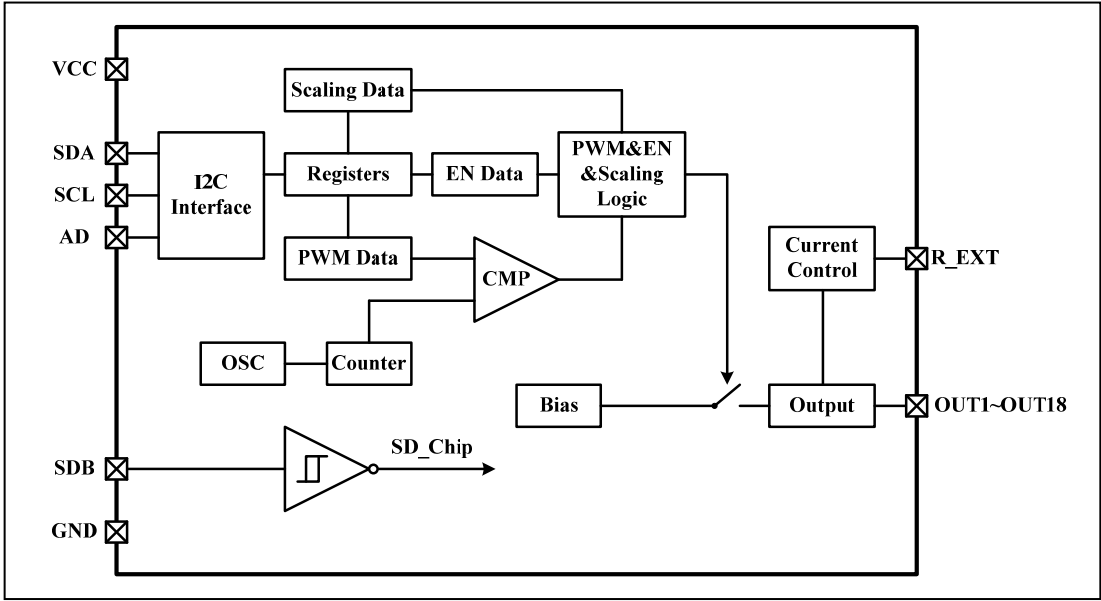 VCC
Scaling Data
SDA
SCL
AD
I2C
Interface
Registers
EN Data
PWM&EN
&Scaling
Logic
PWM Data
CMP
Current
Control
R_EXT
OSC
Counter
Bias
Output
OUT1~OUT18
SDB
SD_Chip
GND